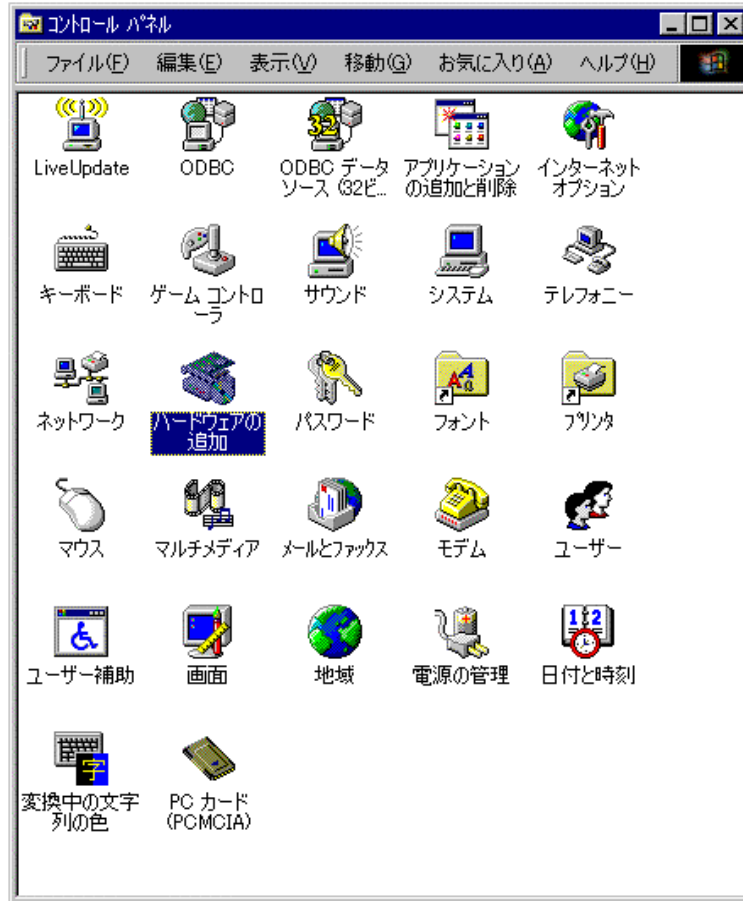 コントロール パネル
ファイル(F) 編集(E) 表示(V) 移動(G) お気に入り(A) ヘルプ(H)
LiveUpdate
ODBC
32
ODBC データ
ソース (32ビ...
アプリケーション
の追加と削除
インターネット
オプション
キーボード
ゲーム コントロ
ーラ
サウンド
システム
テレフォニー
ネットワーク
ハードウェアの
追加
パスワード
フォント
プリンタ
マウス
マルチメディア
メールとファックス
モデム
ユーザー
ユーザー補助
画面
地域
電源の管理
12
日付と時刻
字
変換中の文字
列の色
PC カード
(PCMCIA)